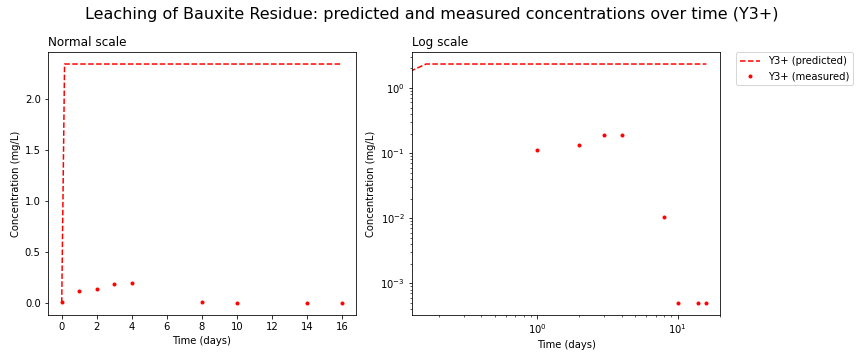 Leaching of Bauxite Residue: predicted and measured concentrations over time (Y3+)
Normal scale
Concentration (mg/L)
2.0
1.5
1.0
0.5
0.0
0 2 4 6 8 10 12 14 16
Time (days)
Log scale
Concentration (mg/L)
10^0
10^-1
10^-2
10^-3
10^0 10^1
Time (days)
Y3+ (predicted)
Y3+ (measured)